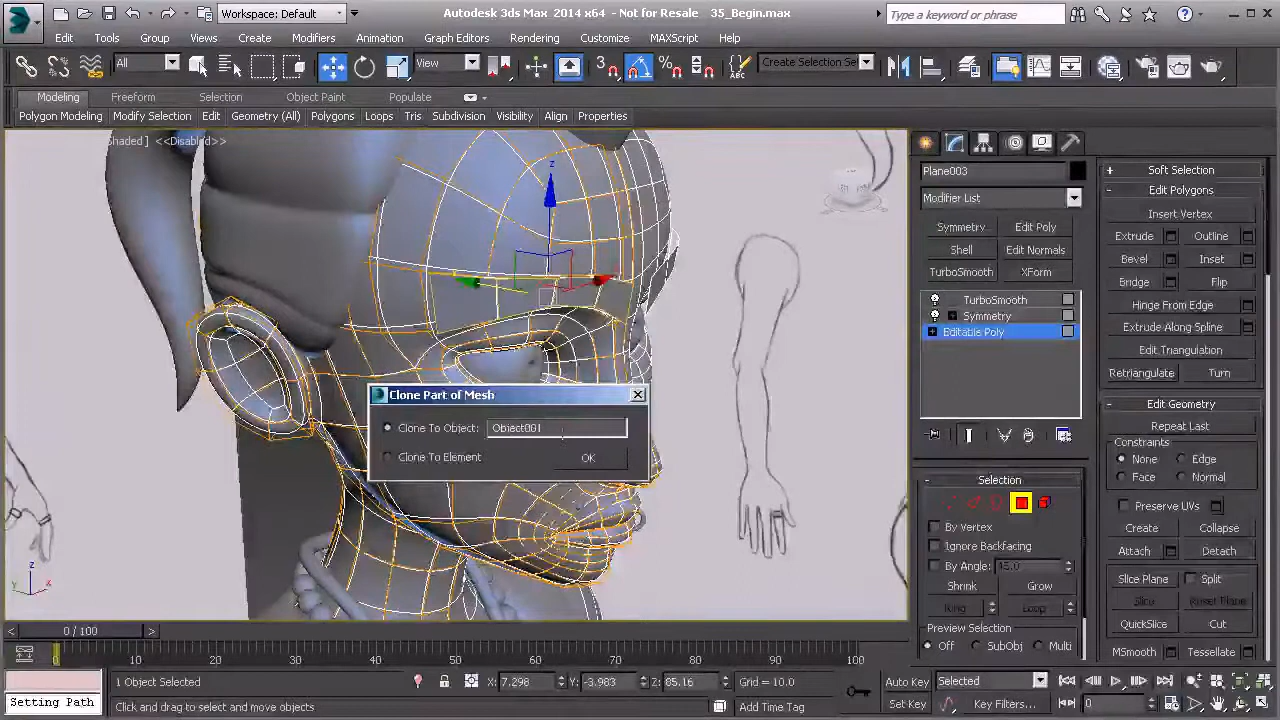 Workspace: Default
Autodesk 3ds Max 2014 x64 - Not for Resale 35_Begin.max
Type a keyword or phrase
Edit Tools Group Views Create Modifiers Animation Graph Editors Rendering Customize MAXScript Help
All View Create Selection Se
Modeling Freeform Selection Object Paint Populate
Polygon Modeling Modify Selection Edit Geometry (All) Polygons Loops Tris Subdivision Visibility Align Properties
haded ] <<Disabled>>
Plane003
Modifier List
Symmetry Edit Poly
Shell Edit Normals
TurboSmooth XForm
TurboSmooth
Symmetry
Editable Poly
Selection
By Vertex
Ignore Backfacing
By Angle: 45.0
Shrink Grow
Ring Loop
Preview Selection
Off SubObj Multi
+ Soft Selection
- Edit Polygons
Insert Vertex
Extrude Outline
Bevel Inset
Bridge Flip
Hinge From Edge
Extrude Along Spline
Edit Triangulation
Retriangulate Turn
- Edit Geometry
Repeat Last
Constraints
None Edge
Face Normal
Preserve UVs
Create Collapse
Attach Detach
Slice Plane Split
Slice Reset Plane
QuickSlice Cut
MSmooth Tessellate
Clone Part of Mesh
Clone To Object: Object001
Clone To Element OK
z
z
y x
< 0 / 100 >
0 10 20 30 40 50 60 70 80 90 100
1 Object Selected X: 7.298 Y: -3.983 Z: 85.16 Grid = 10.0 Auto Key Selected
Setting Path Click and drag to select and move objects Add Time Tag Set Key Key Filters... 0